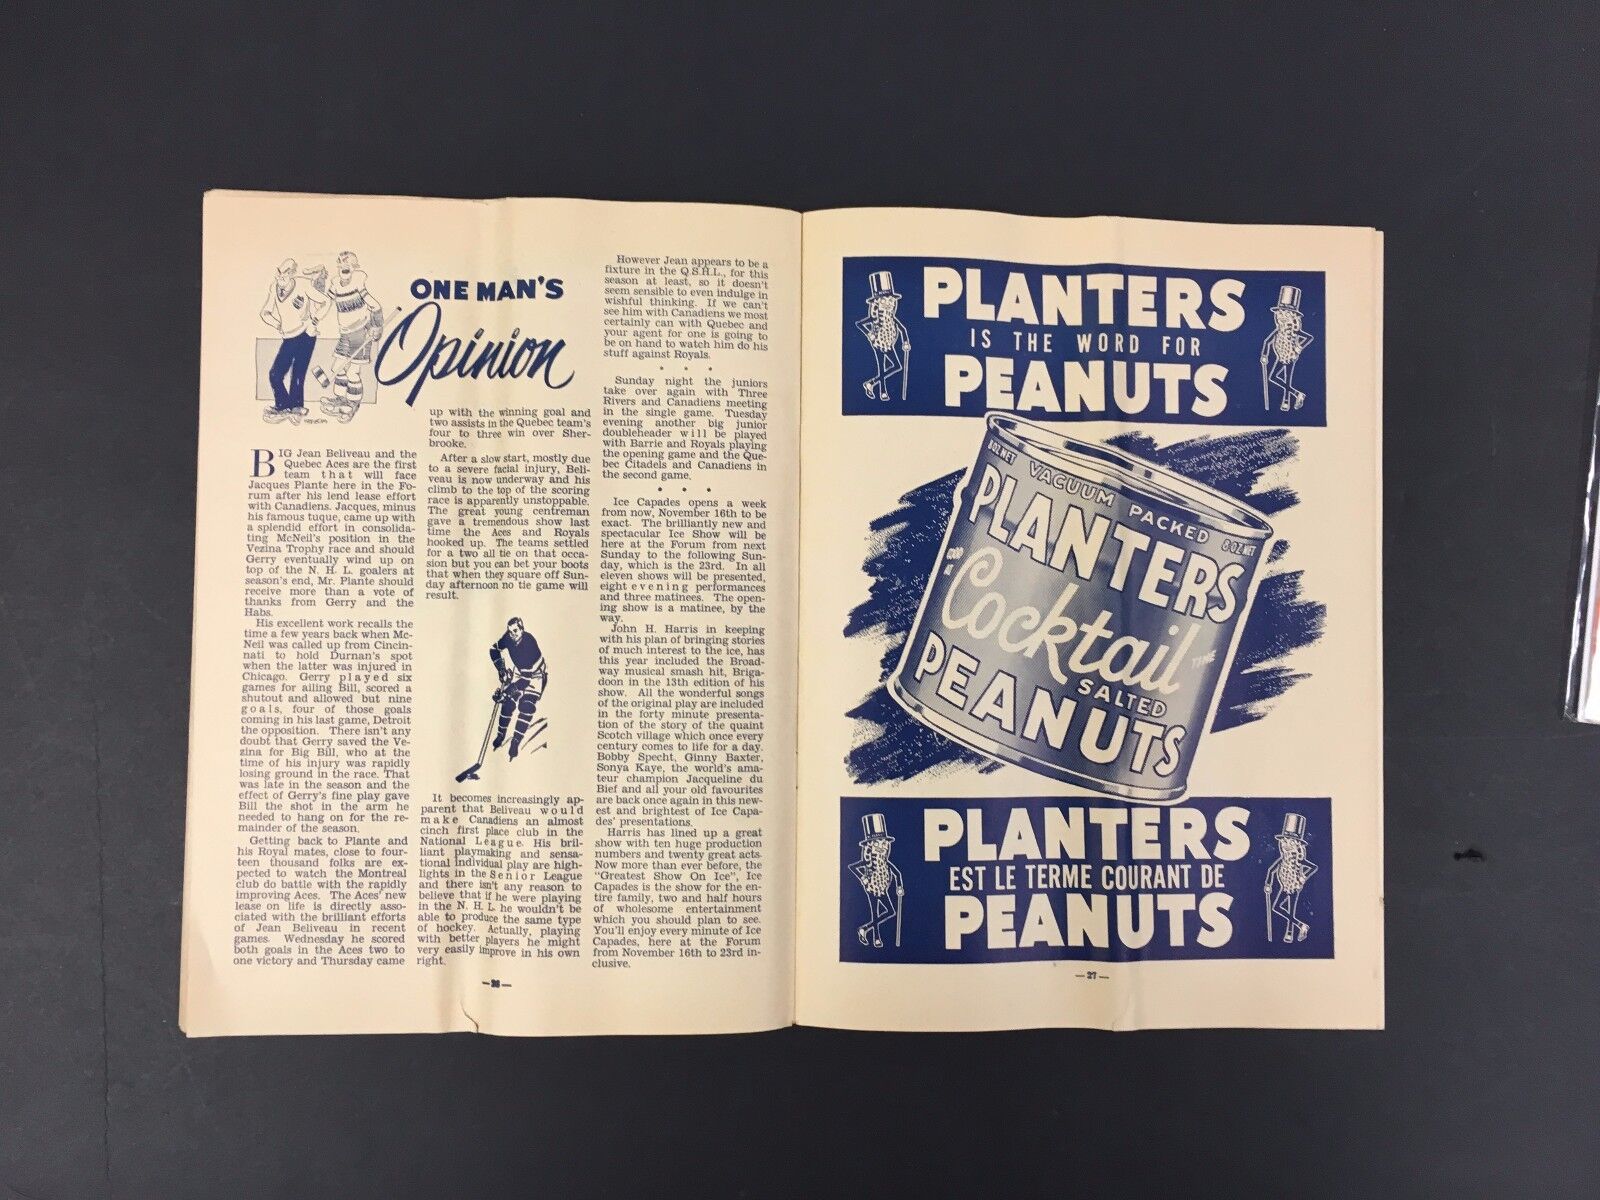 ONE MAN'S
Opinion
BIG Jean Beliveau and the
Quebec Aces are the first
team that will face
Jacques Plante here in the Fo-
rum after his lend lease effort
with Canadiens. Jacques, minus
his famous tuque, came up with
a splendid effort in consolida-
ting McNeil's position in the
Vezina Trophy race and should
Gerry eventually wind up on
top of the N. H. L. goalers at
season's end, Mr. Plante should
receive more than a vote of
thanks from Gerry and the
Habs.
His excellent work recalls the
time a few years back when Mc-
Neil was called up from Cincin-
nati to hold Durnan's spot
when the latter was injured in
Chicago. Gerry played six
games for ailing Bill, scored a
shutout and allowed but nine
goals, four of those goals
coming in his last game, Detroit
the opposition. There isn't any
doubt that Gerry saved the Ve-
zina for Big Bill, who at the
time of his injury was rapidly
losing ground in the race. That
was late in the season and the
effect of Gerry's fine play gave
Bill the shot in the arm he
needed to hang on for the re-
mainder of the season.
Getting back to Plante and
his Royal mates, close to four-
teen thousand folks are ex-
pected to watch the Montreal
club do battle with the rapidly
improving Aces. The Aces' new
lease on life is directly asso-
ciated with the brilliant efforts
of Jean Beliveau in recent
games. Wednesday he scored
both goals in the Aces two to
one victory and Thursday came
up with the winning goal and
two assists in the Quebec team's
four to three win over Sher-
brooke.
After a slow start, mostly due
to a severe facial injury, Beli-
veau is now underway and his
climb to the top of the scoring
race is apparently unstoppable.
The great young centreman
gave a tremendous show last
time the Aces and Royals
hooked up. The teams settled
for a two all tie on that occa-
sion but you can bet your boots
that when they square off Sun-
day afternoon no tie game will
result.
It becomes increasingly ap-
parent that Beliveau would
make Canadiens an almost
cinch first place club in the
National League. His bril-
liant playmaking and sensa-
tional individual play are high-
lights in the Senior League
and there isn't any reason to
believe that if he were playing
in the N. H. L. he wouldn't be
able to produce the same type
of hockey. Actually, playing
with better players he might
very easily improve in his own
right.
However Jean appears to be a
fixture in the Q.S.H.L., for this
season at least, so it doesn't
seem sensible to even indulge in
wishful thinking. If we can't
see him with Canadiens we most
certainly can with Quebec and
your agent for one is going to
be on hand to watch him do his
stuff against Royals.
Sunday night the juniors
take over again with Three
Rivers and Canadiens meeting
in the single game. Tuesday
evening another big junior
doubleheader will be played
with Barrie and Royals playing
the opening game and the Que-
bec Citadels and Canadiens in
the second game.
Ice Capades opens a week
from now, November 16th to be
exact. The brilliantly new and
spectacular Ice Show will be
here at the Forum from next
Sunday to the following Sun-
day, which is the 23rd. In all
eleven shows will be presented,
eight evening performances
and three matinees. The open-
ing show is a matinee, by the
way.
John H. Harris in keeping
with his plan of bringing stories
of much interest to the ice, has
this year included the Broad-
way musical smash hit, Briga-
doon in the 13th edition of his
show. All the wonderful songs
of the original play are included
in the forty minute presenta-
tion of the story of the quaint
Scotch village which once every
century comes to life for a day.
Bobby Specht, Ginny Baxter,
Sonya Kaye, the world's ama-
teur champion Jacqueline du
Bief and all your old favourites
are back once again in this new-
est and brightest of Ice Capa-
des' presentations.
Harris has lined up a great
show with ten huge production
numbers and twenty great acts.
Now more than ever before, the
"Greatest Show On Ice", Ice
Capades is the show for the en-
tire family, two and half hours
of wholesome entertainment
which you should plan to see.
You'll enjoy every minute of Ice
Capades, here at the Forum
from November 16th to 23rd in-
clusive.
— 26 —
PLANTERS
IS THE WORD FOR
PEANUTS
8 OZ. NET VACUUM PACKED 8 OZ. NET
PLANTERS
Cocktail
SALTED
PEANUTS
PLANTERS
EST LE TERME COURANT DE
PEANUTS
— 27 —